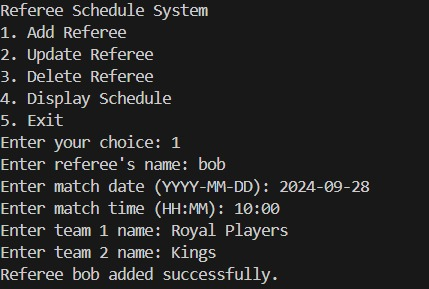 Referee Schedule System
1. Add Referee
2. Update Referee
3. Delete Referee
4. Display Schedule
5. Exit
Enter your choice: 1
Enter referee's name: bob
Enter match date (YYYY-MM-DD): 2024-09-28
Enter match time (HH:MM): 10:00
Enter team 1 name: Royal Players
Enter team 2 name: Kings
Referee bob added successfully.